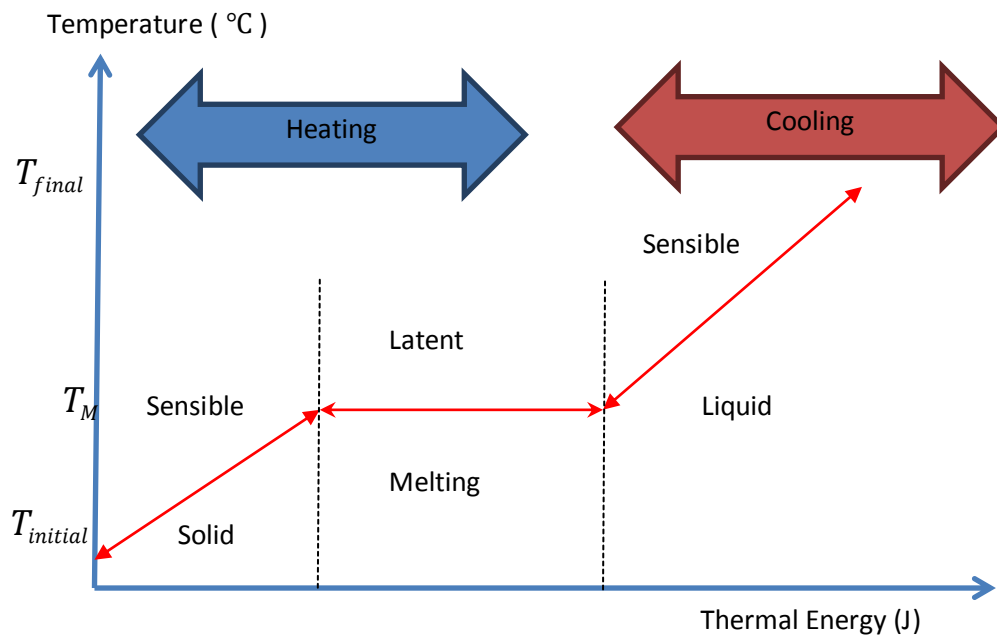 Temperature ( °C )
Heating
Cooling
T_final
Sensible
Latent
T_M
Sensible
Liquid
Melting
T_initial
Solid
Thermal Energy (J)